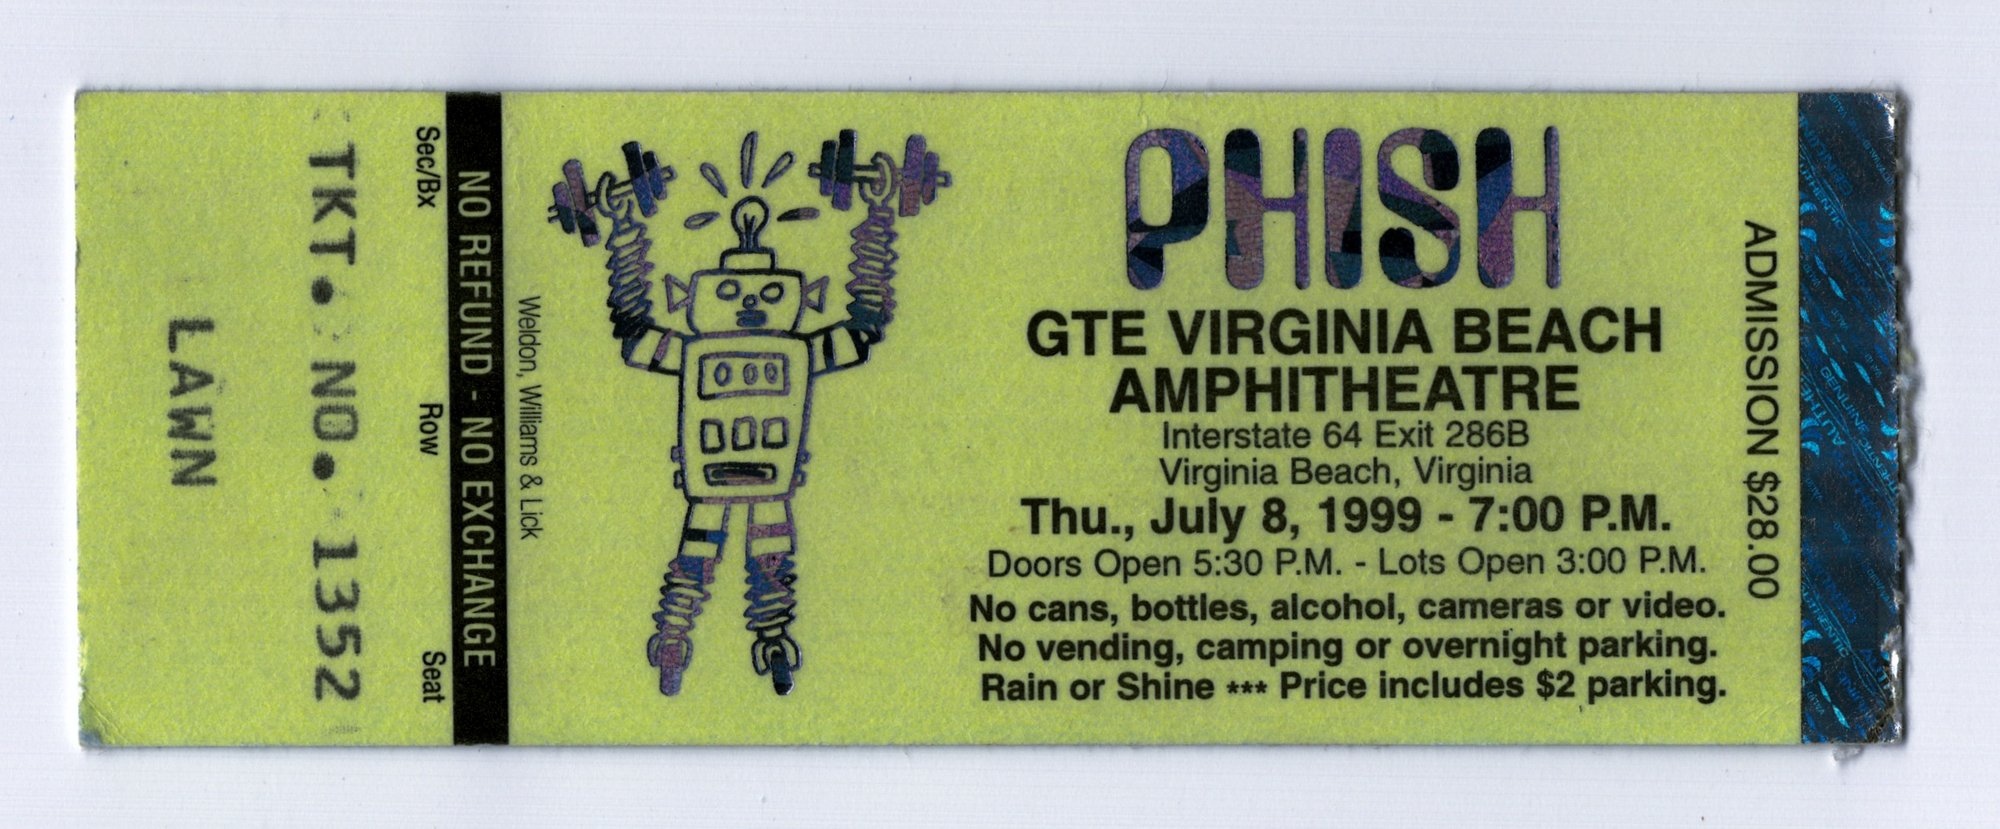 TKT. NO. 1352
LAWN
Sec/Bx Row Seat
NO REFUND - NO EXCHANGE
Weldon, Williams & Lick
PHISH
GTE VIRGINIA BEACH
AMPHITHEATRE
Interstate 64 Exit 286B
Virginia Beach, Virginia
Thu., July 8, 1999 - 7:00 P.M.
Doors Open 5:30 P.M. - Lots Open 3:00 P.M.
No cans, bottles, alcohol, cameras or video.
No vending, camping or overnight parking.
Rain or Shine *** Price includes $2 parking.
ADMISSION $28.00
GENUINE
AUTHENTIC